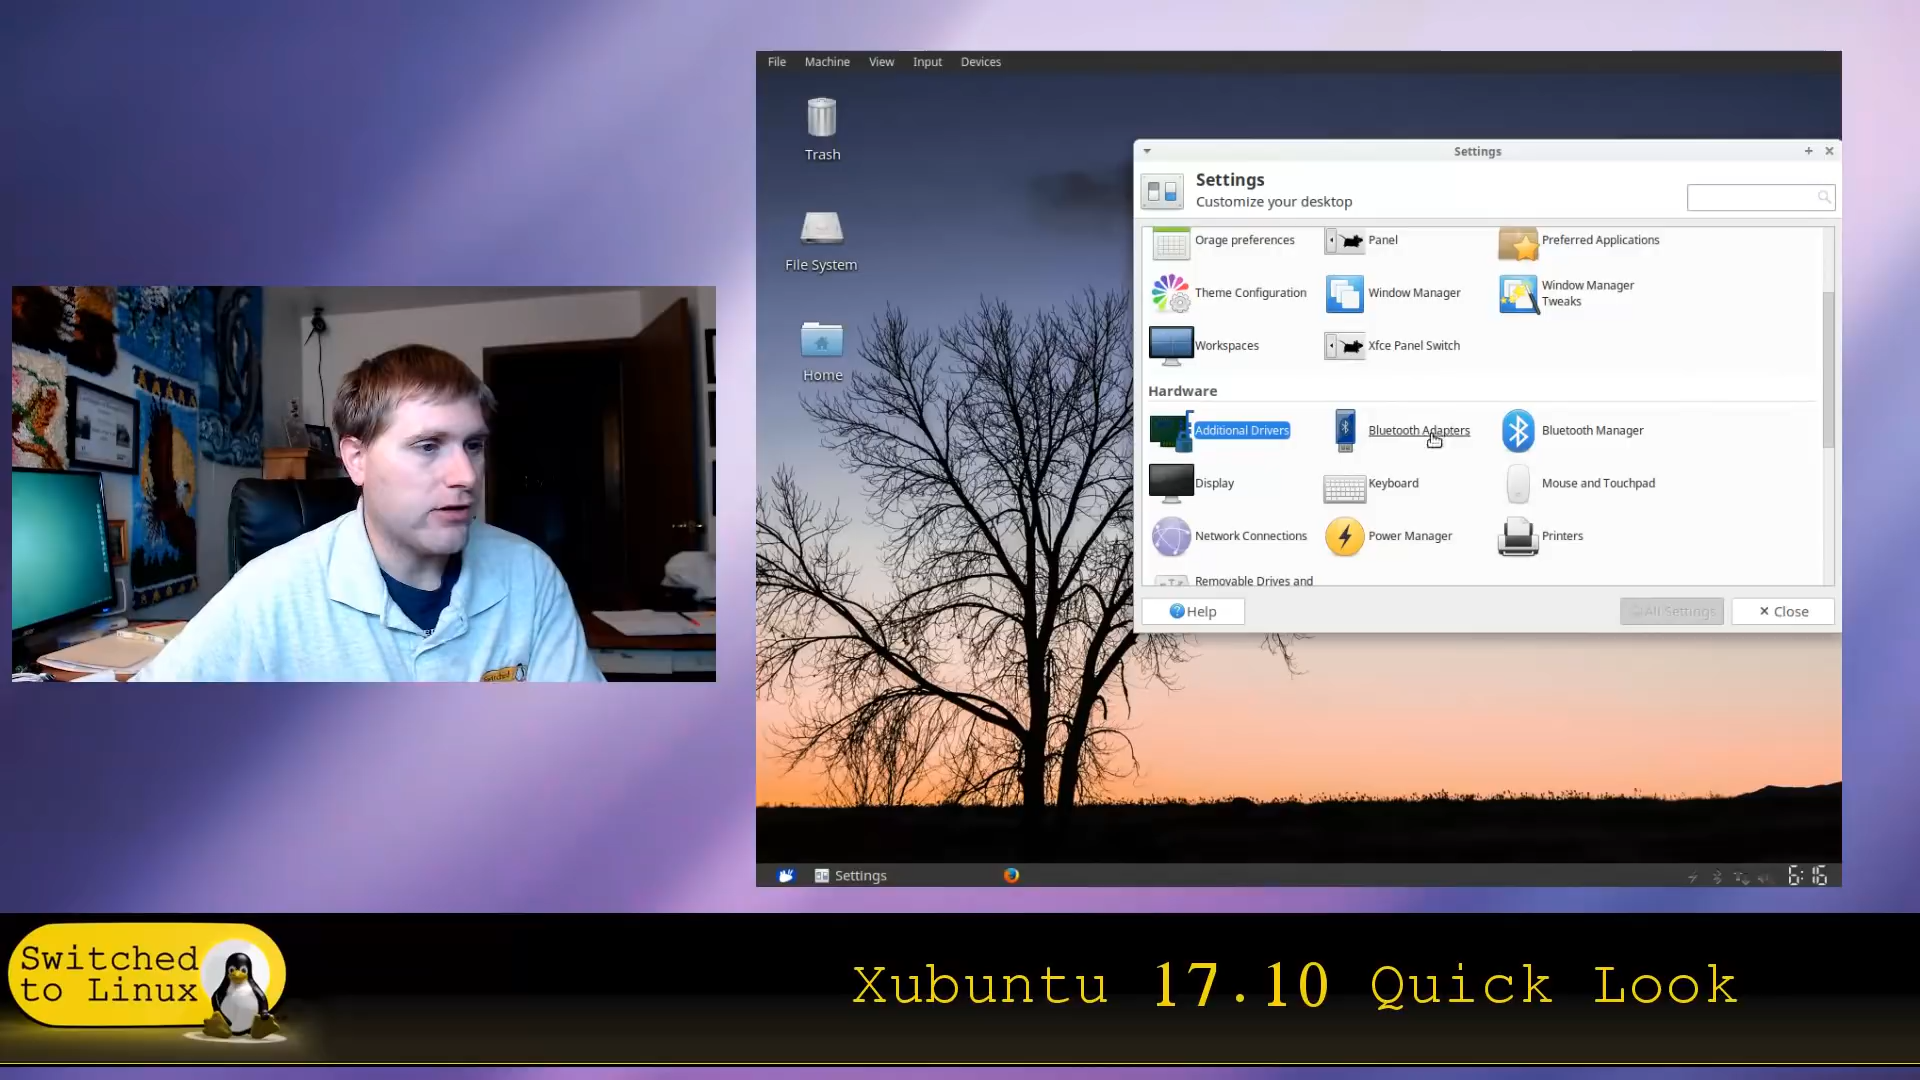 File Machine View Input Devices
Trash
File System
Home
Settings
Settings
Customize your desktop
Orage preferences Panel Preferred Applications
Theme Configuration Window Manager Window Manager
Tweaks
Workspaces Xfce Panel Switch
Hardware
Additional Drivers Bluetooth Adapters Bluetooth Manager
Display Keyboard Mouse and Touchpad
Network Connections Power Manager Printers
Removable Drives and
Help All Settings Close
Settings 6:15
Switched
to Linux
Xubuntu 17.10 Quick Look